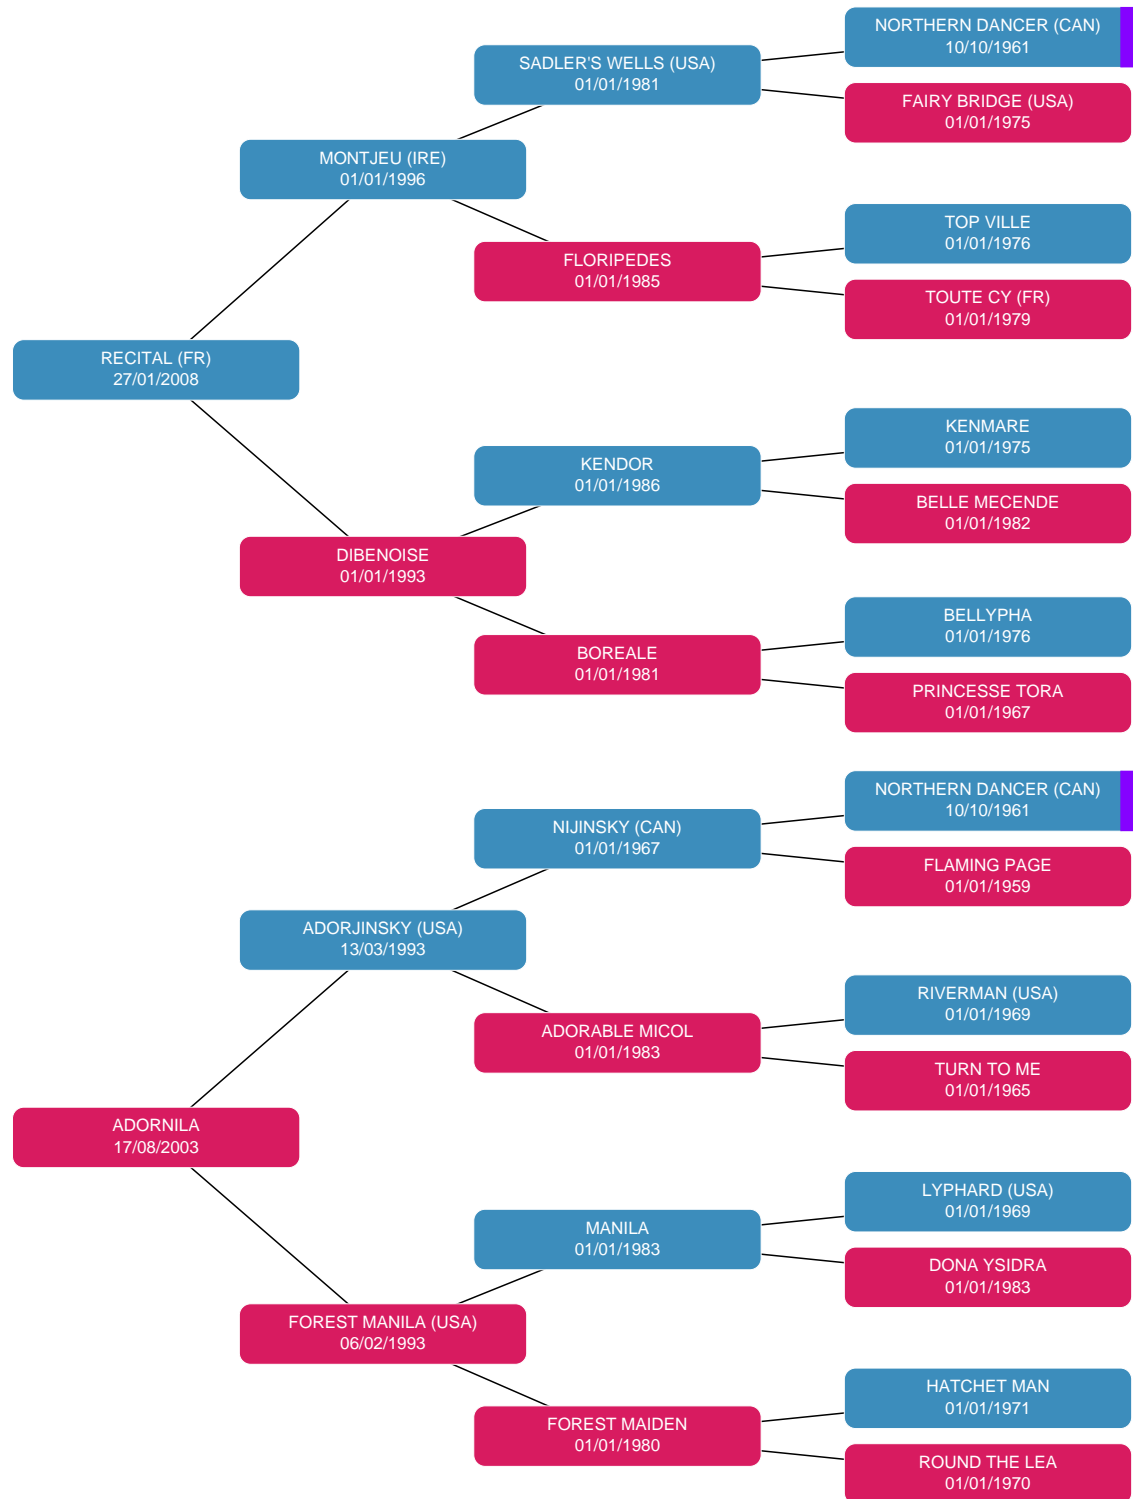 NORTHERN DANCER (CAN)
10/10/1961
SADLER'S WELLS (USA)
01/01/1981
FAIRY BRIDGE (USA)
01/01/1975
MONTJEU (IRE)
01/01/1996
TOP VILLE
01/01/1976
FLORIPEDES
01/01/1985
TOUTE CY (FR)
01/01/1979
RECITAL (FR)
27/01/2008
KENMARE
01/01/1975
KENDOR
01/01/1986
BELLE MECENDE
01/01/1982
DIBENOISE
01/01/1993
BELLYPHA
01/01/1976
BOREALE
01/01/1981
PRINCESSE TORA
01/01/1967
NORTHERN DANCER (CAN)
10/10/1961
NIJINSKY (CAN)
01/01/1967
FLAMING PAGE
01/01/1959
ADORJINSKY (USA)
13/03/1993
RIVERMAN (USA)
01/01/1969
ADORABLE MICOL
01/01/1983
TURN TO ME
01/01/1965
ADORNILA
17/08/2003
LYPHARD (USA)
01/01/1969
MANILA
01/01/1983
DONA YSIDRA
01/01/1983
FOREST MANILA (USA)
06/02/1993
HATCHET MAN
01/01/1971
FOREST MAIDEN
01/01/1980
ROUND THE LEA
01/01/1970